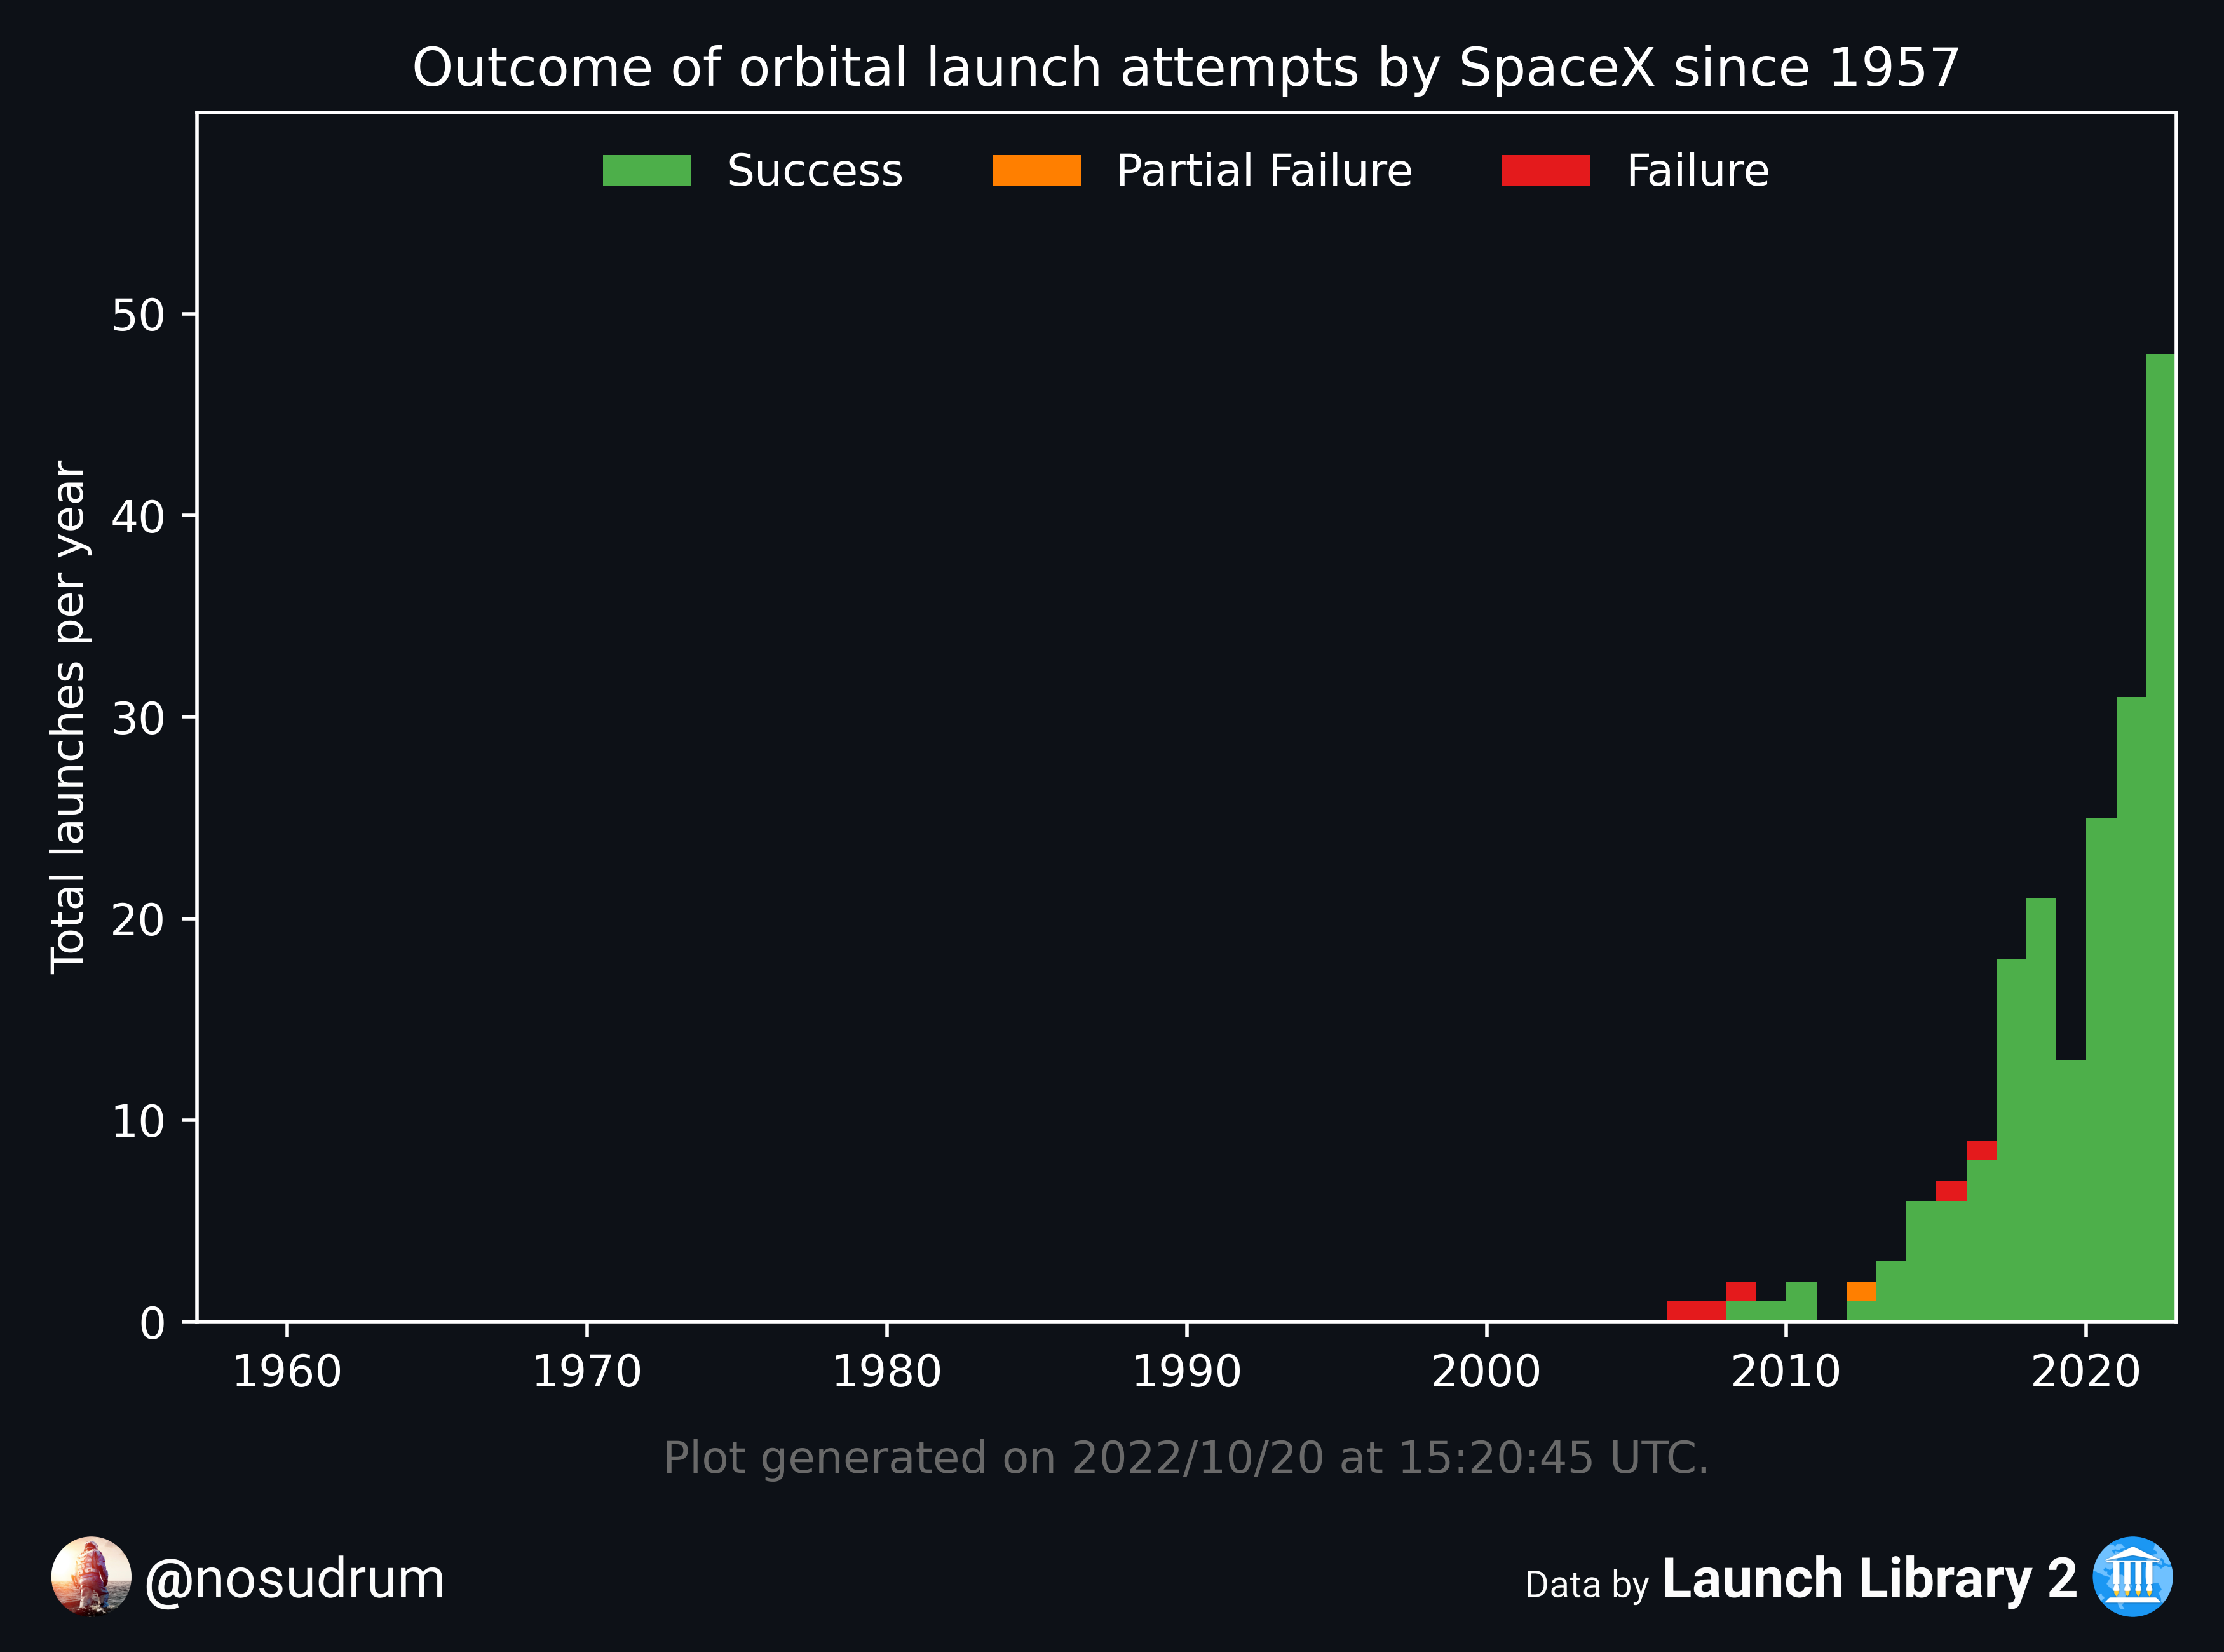 Outcome of orbital launch attempts by SpaceX since 1957
Success Partial Failure Failure
Total launches per year
50
40
30
20
10
0
1960 1970 1980 1990 2000 2010 2020
Plot generated on 2022/10/20 at 15:20:45 UTC.
@nosudrum
Data by Launch Library 2